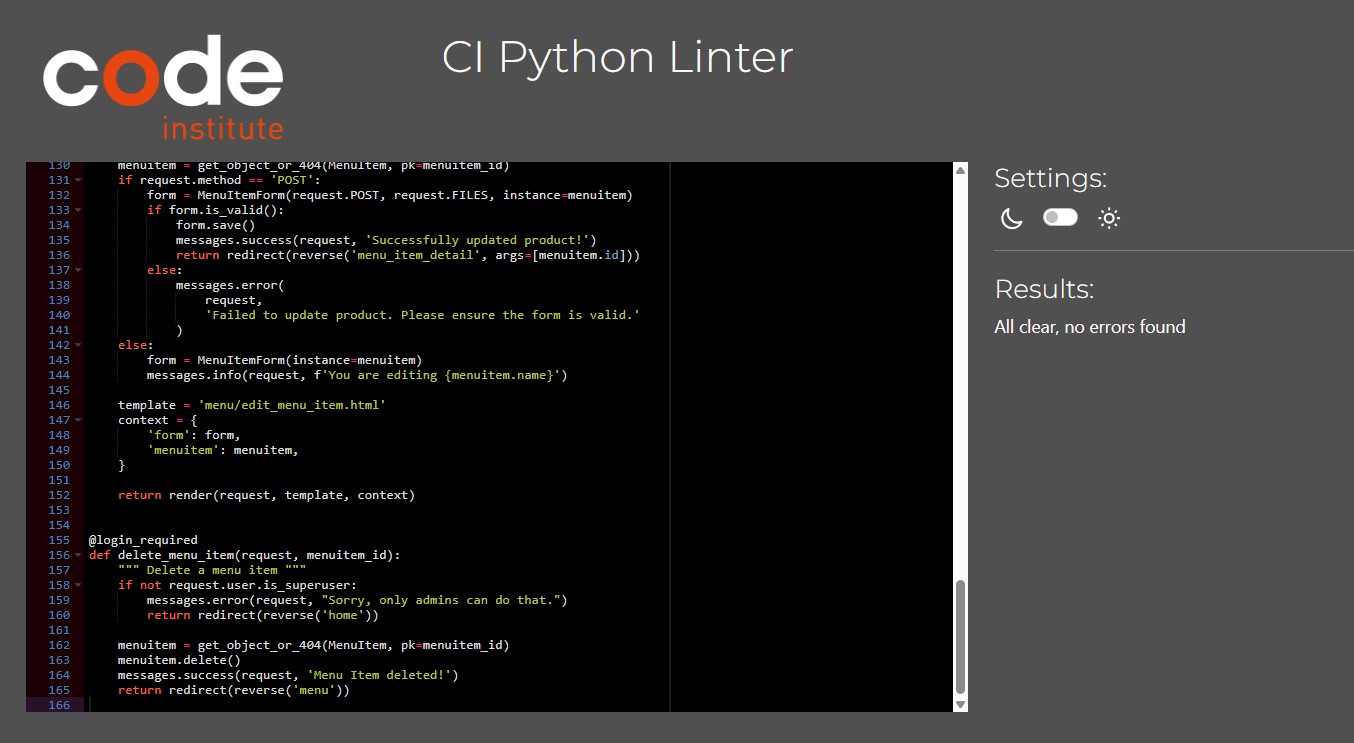 code
institute
CI Python Linter
130     menuitem = get_object_or_404(MenuItem, pk=menuitem_id)
131     if request.method == 'POST':
132         form = MenuItemForm(request.POST, request.FILES, instance=menuitem)
133         if form.is_valid():
134             form.save()
135             messages.success(request, 'Successfully updated product!')
136             return redirect(reverse('menu_item_detail', args=[menuitem.id]))
137         else:
138             messages.error(
139                 request,
140                 'Failed to update product. Please ensure the form is valid.'
141             )
142     else:
143         form = MenuItemForm(instance=menuitem)
144         messages.info(request, f'You are editing {menuitem.name}')
145
146     template = 'menu/edit_menu_item.html'
147     context = {
148         'form': form,
149         'menuitem': menuitem,
150     }
151
152     return render(request, template, context)
153
154
155 @login_required
156 def delete_menu_item(request, menuitem_id):
157     """ Delete a menu item """
158     if not request.user.is_superuser:
159         messages.error(request, "Sorry, only admins can do that.")
160         return redirect(reverse('home'))
161
162     menuitem = get_object_or_404(MenuItem, pk=menuitem_id)
163     menuitem.delete()
164     messages.success(request, 'Menu Item deleted!')
165     return redirect(reverse('menu'))
166
Settings:
Results:
All clear, no errors found